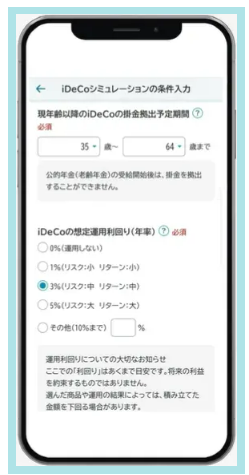 ← iDeCoシミュレーションの条件入力
現年齢以降のiDeCoの掛金拠出予定期間 ?
必須
35 歳〜 64 歳まで
公的年金(老齢年金)の受給開始後は、掛金を拠出
することができません。
iDeCoの想定運用利回り(年率) ? 必須
0%(運用しない)
1%(リスク:小 リターン:小)
3%(リスク:中 リターン:中)
5%(リスク:大 リターン:大)
その他(10%まで) %
運用利回りについての大切なお知らせ
ここでの「利回り」はあくまで目安です。将来の利益
を約束するものではありません。
選んだ商品や運用の結果によっては、積み立てた
金額を下回る場合があります。